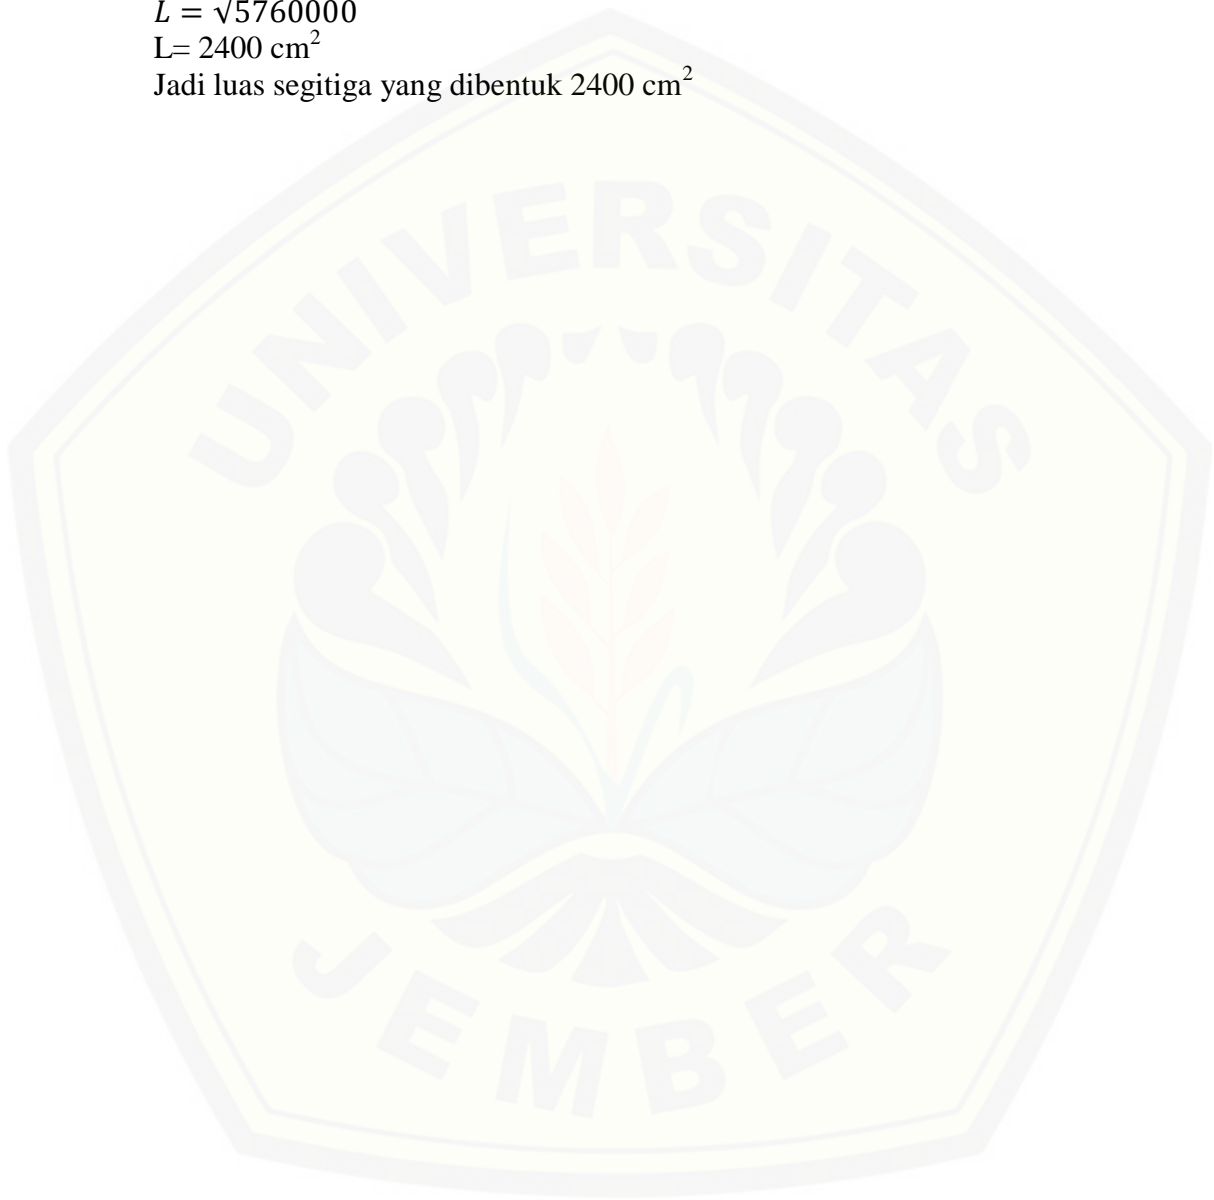 L = √5760000
L= 2400 cm²
Jadi luas segitiga yang dibentuk 2400 cm²
UNIVERSITAS
JEMBER